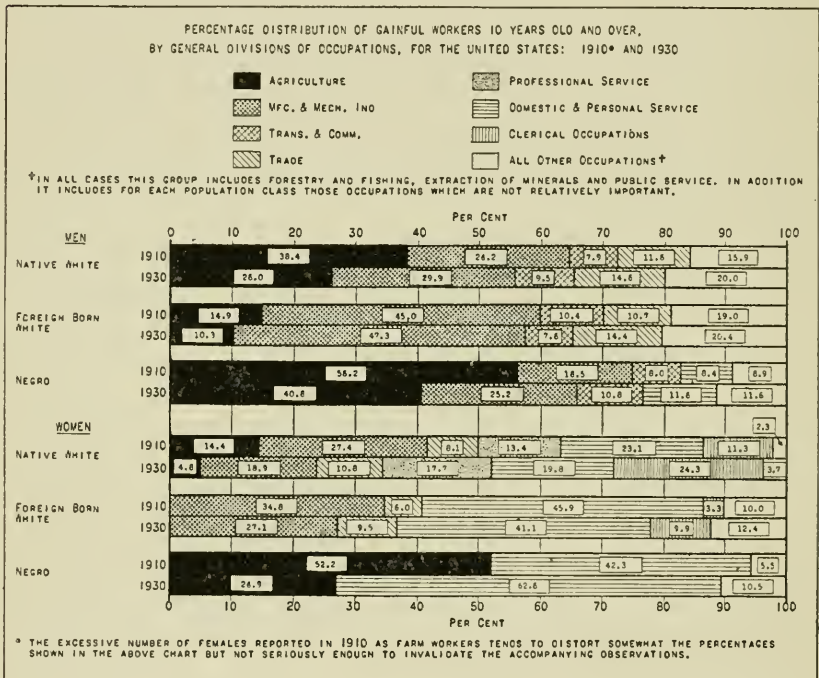 PERCENTAGE DISTRIBUTION OF GAINFUL WORKERS 10 YEARS OLD AND OVER,
BY GENERAL DIVISIONS OF OCCUPATIONS, FOR THE UNITED STATES: 1910* AND 1930
AGRICULTURE
MFC. & MECH. IND
TRANS. & COMM.
TRADE
PROFESSIONAL SERVICE
DOMESTIC & PERSONAL SERVICE
CLERICAL OCCUPATIONS
ALL OTHER OCCUPATIONS†
†IN ALL CASES THIS GROUP INCLUDES FORESTRY AND FISHING, EXTRACTION OF MINERALS AND PUBLIC SERVICE. IN ADDITION
IT INCLUDES FOR EACH POPULATION CLASS THOSE OCCUPATIONS WHICH ARE NOT RELATIVELY IMPORTANT.
PER CENT
0 10 20 30 40 50 60 70 80 90 100
MEN
NATIVE WHITE
1910 38.4 26.2 7.9 11.6 15.9
1930 26.0 29.9 9.5 14.6 20.0
FOREIGN BORN
WHITE
1910 14.9 45.0 10.4 10.7 19.0
1930 10.3 47.3 7.6 14.4 20.4
NEGRO
1910 56.2 18.5 8.0 8.4 8.9
1930 40.8 25.2 10.8 11.6 11.6
WOMEN
NATIVE WHITE
2.3
1910 14.4 27.4 8.1 13.4 23.1 11.3
1930 4.8 18.9 10.8 17.7 19.8 24.3 3.7
FOREIGN BORN
WHITE
1910 34.8 6.0 45.9 3.3 10.0
1930 27.1 9.5 41.1 9.9 12.4
NEGRO
1910 52.2 42.3 5.5
1930 26.9 62.6 10.5
0 10 20 30 40 50 60 70 80 90 100
PER CENT
* THE EXCESSIVE NUMBER OF FEMALES REPORTED IN 1910 AS FARM WORKERS TENDS TO DISTORT SOMEWHAT THE PERCENTAGES
SHOWN IN THE ABOVE CHART BUT NOT SERIOUSLY ENOUGH TO INVALIDATE THE ACCOMPANYING OBSERVATIONS.